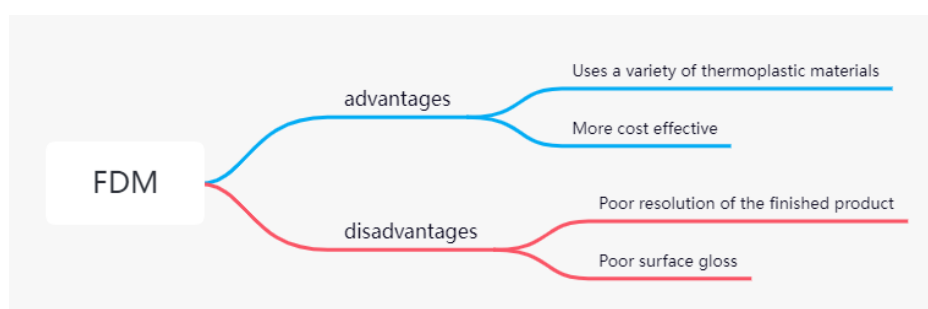 FDM
advantages
Uses a variety of thermoplastic materials
More cost effective
disadvantages
Poor resolution of the finished product
Poor surface gloss